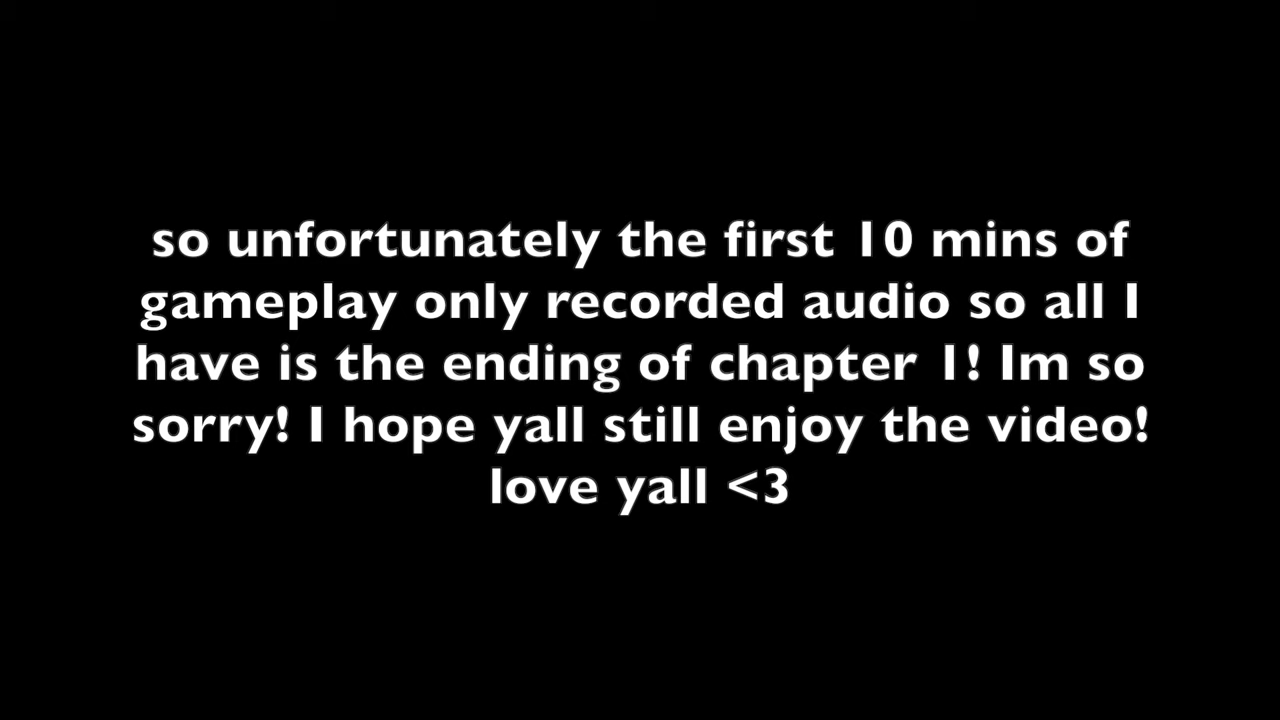 so unfortunately the first 10 mins of
gameplay only recorded audio so all I
have is the ending of chapter 1! Im so
sorry! I hope yall still enjoy the video!
love yall <3